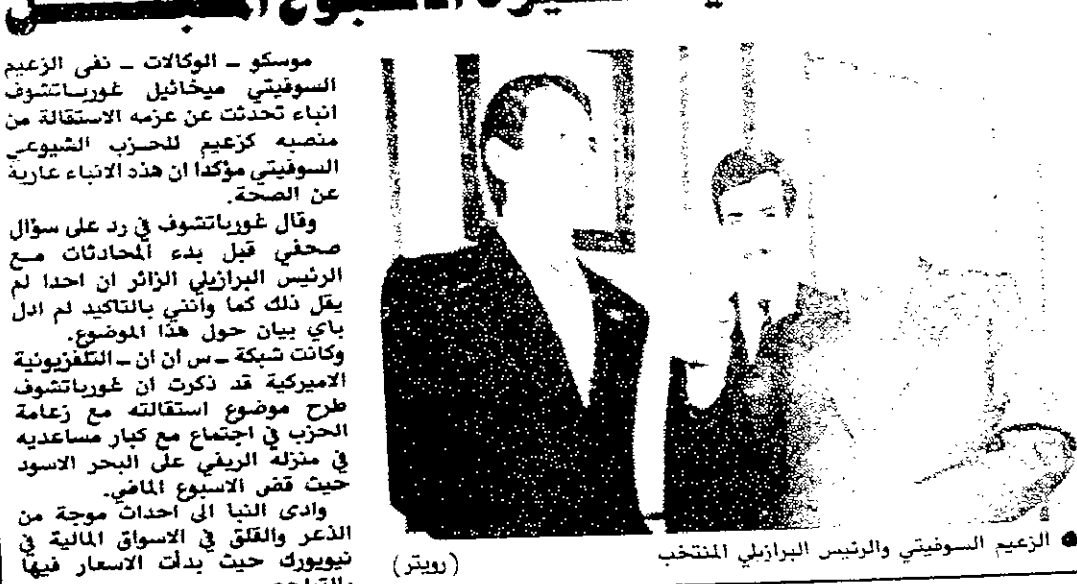 الاسبوع المقبل
موسكو ـ الوكالات ـ نفى الزعيم
السوفيتي ميخائيل غورباتشوف
انباء تحدثت عن عزمه الاستقالة من
منصبه كزعيم للحزب الشيوعي
السوفيتي مؤكدا ان هذه الانباء عارية
عن الصحة.
وقال غورباتشوف في رد على سؤال
صحفي قبل بدء المحادثات مع
الرئيس البرازيلي الزائر ان احدا لم
يقل ذلك كما وأنني بالتاكيد لم ادل
باي بيان حول هذا الموضوع.
وكانت شبكة ـ س ان ان ـ التلفزيونية
الاميركية قد ذكرت ان غورباتشوف
طرح موضوع استقالته مع زعامة
الحزب في اجتماع مع كبار مساعديه
في منزله الريفي على البحر الاسود
حيث قضى الاسبوع الماضي.
وادى النبا الى احداث موجة من
الذعر والقلق في الاسواق المالية في
نيويورك حيث بدأت الاسعار فيها
● الزعيم السوفيتي والرئيس البرازيلي المنتخب
(رويتر)